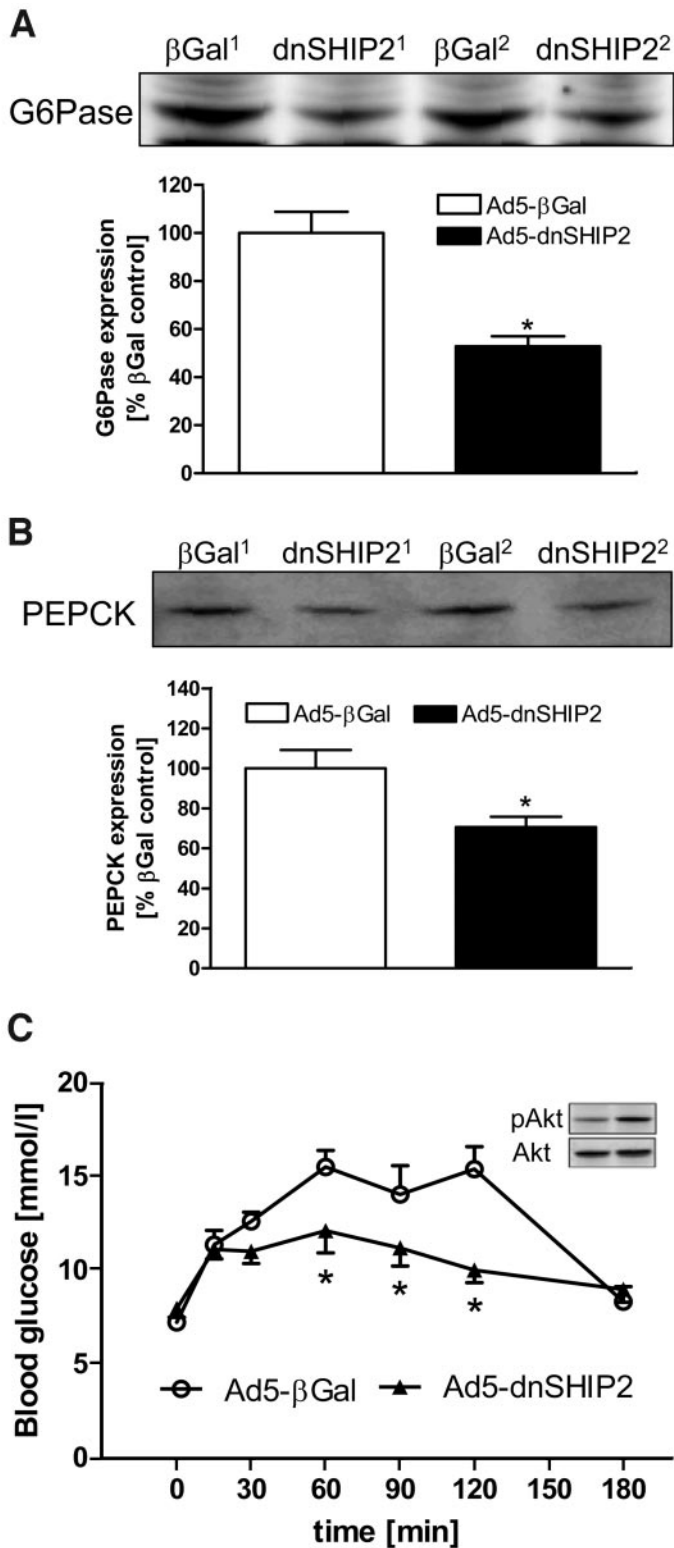 A
βGal¹ dnSHIP2¹ βGal² dnSHIP2²
G6Pase
G6Pase expression
[% βGal control]
120
100
80
60
40
20
0
Ad5-βGal
Ad5-dnSHIP2
*
B
βGal¹ dnSHIP2¹ βGal² dnSHIP2²
PEPCK
PEPCK expression
[% βGal control]
140
120
100
80
60
40
20
0
Ad5-βGal Ad5-dnSHIP2
*
C
Blood glucose [mmol/l]
20
15
10
5
0
pAkt
Akt
* * *
Ad5-βGal Ad5-dnSHIP2
0 30 60 90 120 150 180
time [min]